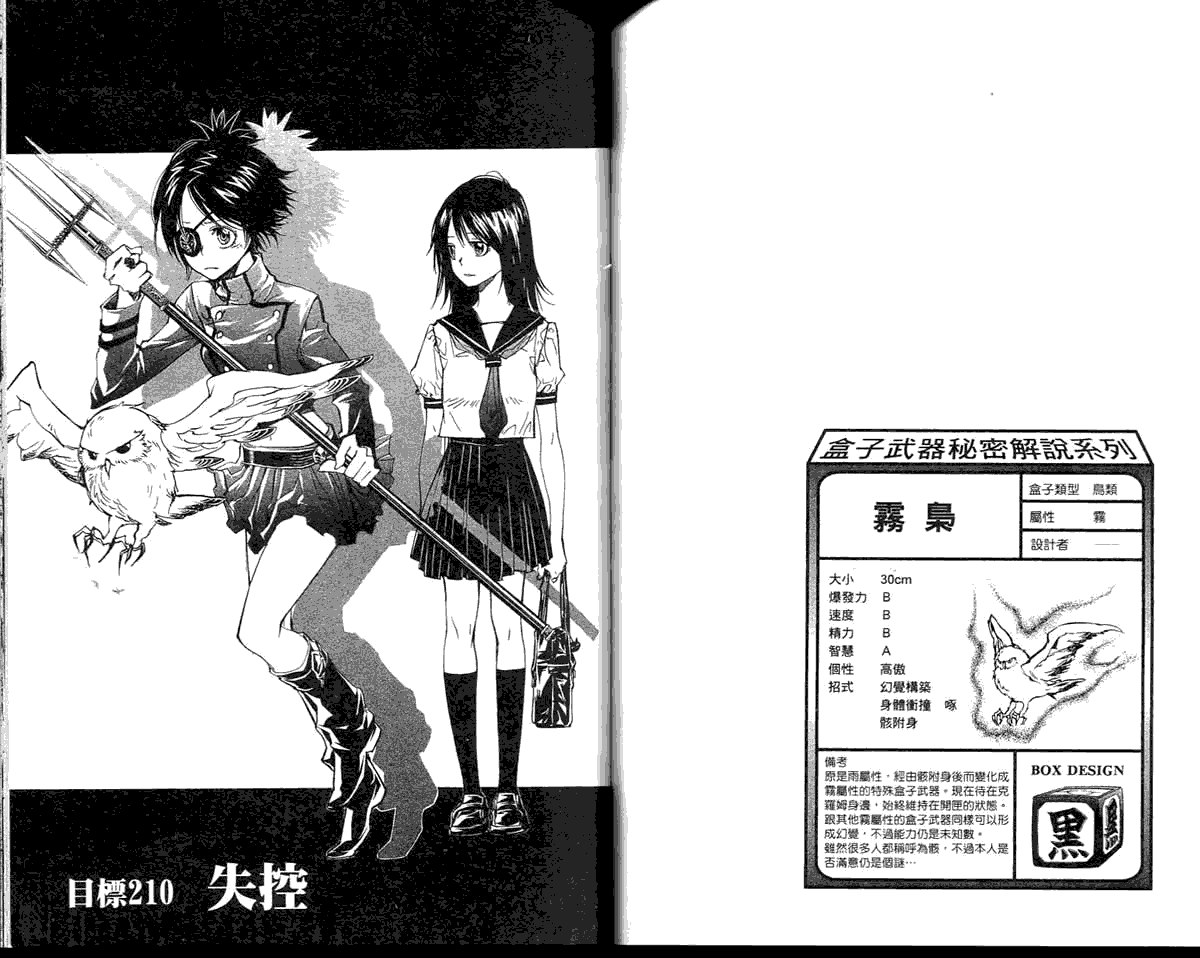 盒子武器秘密解說系列
霧梟
盒子類型 鳥類
屬性 霧
設計者 ——
大小 30cm
爆發力 B
速度 B
精力 B
智慧 A
個性 高傲
招式 幻覺構築
身體衝撞 啄
骸附身
備考
原是雨屬性，經由骸附身後而變化成
霧屬性的特殊盒子武器。現在待在克
羅姆身邊，始終維持在開匣的狀態。
跟其他霧屬性的盒子武器同樣可以形
成幻覺，不過能力仍是未知數。
雖然很多人都稱呼為骸，不過本人是
否滿意仍是個謎…
BOX DESIGN
黑
目標210 失控